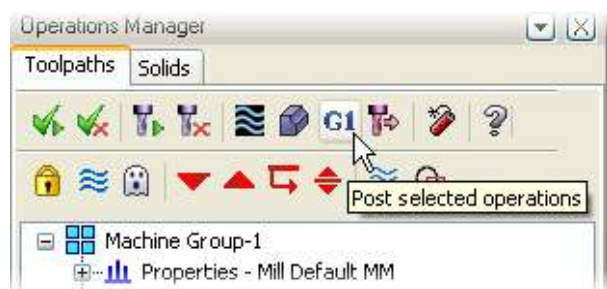 Operations Manager
Toolpaths Solids
G1
Post selected operations
Machine Group-1
Properties - Mill Default MM